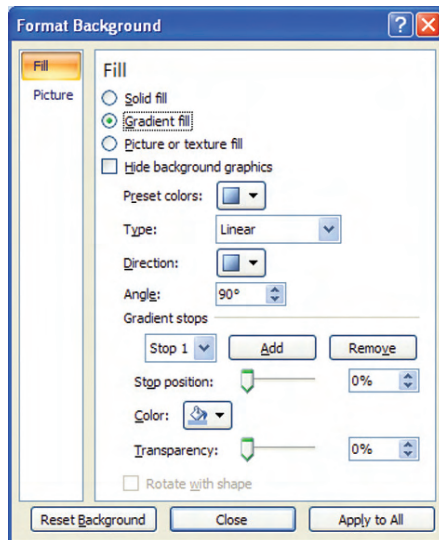 Format Background
Fill
Picture
Fill
Solid fill
Gradient fill
Picture or texture fill
Hide background graphics
Preset colors:
Type: Linear
Direction:
Angle: 90°
Gradient stops
Stop 1 Add Remove
Stop position: 0%
Color:
Transparency: 0%
Rotate with shape
Reset Background Close Apply to All